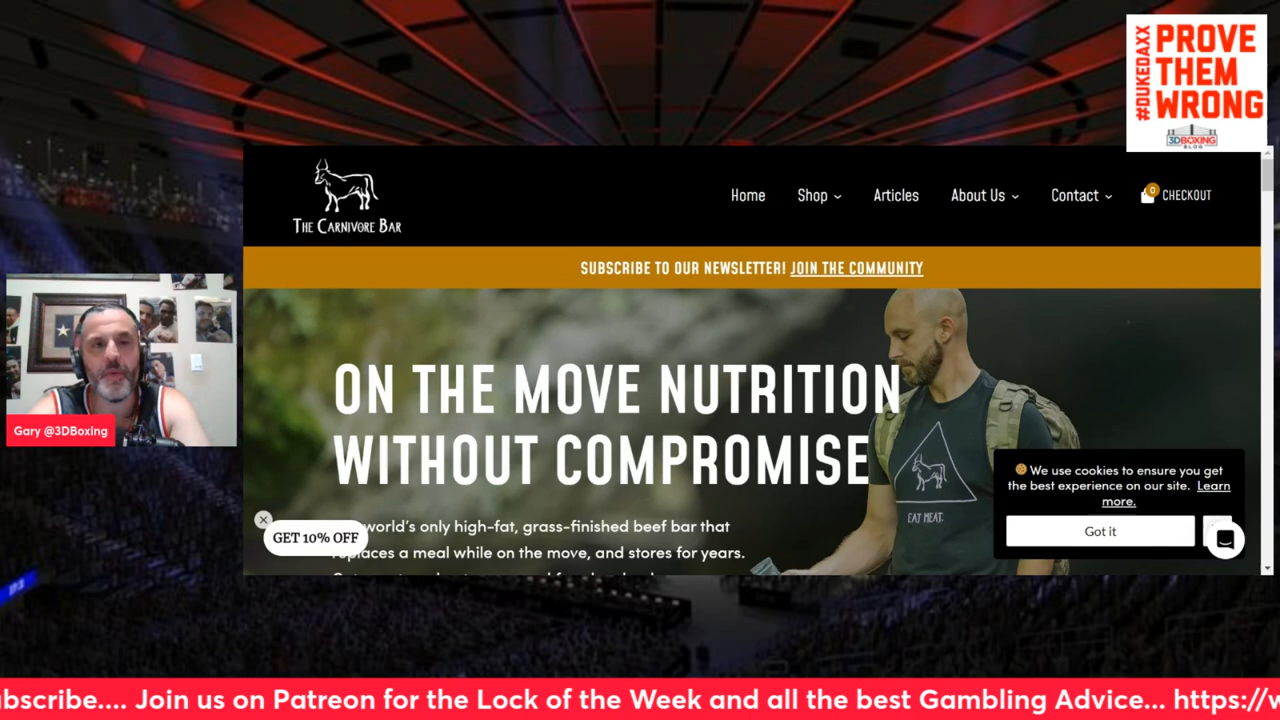 #DUKEDAXX
PROVE
THEM
WRONG
3DBOXING
BLOG
THE CARNIVORE BAR
Home
Shop
Articles
About Us
Contact
0
CHECKOUT
SUBSCRIBE TO OUR NEWSLETTER! JOIN THE COMMUNITY
ON THE MOVE NUTRITION
WITHOUT COMPROMISE
EAT MEAT.
world's only high-fat, grass-finished beef bar that
replaces a meal while on the move, and stores for years.
GET 10% OFF
We use cookies to ensure you get
the best experience on our site. Learn
more.
Got it
Gary @3DBoxing
bscribe.... Join us on Patreon for the Lock of the Week and all the best Gambling Advice... https://w